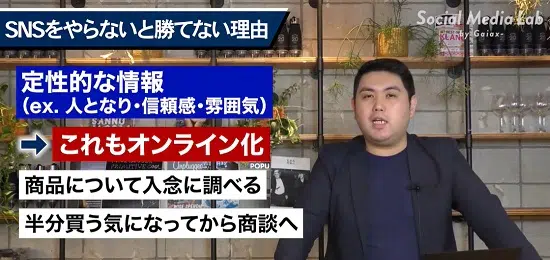 SNSをやらないと勝てない理由
Social Media Lab
-by Gaiax-
定性的な情報
(ex. 人となり・信頼感・雰囲気)
➡ これもオンライン化
POPU
商品について入念に調べる
半分買う気になってから商談へ